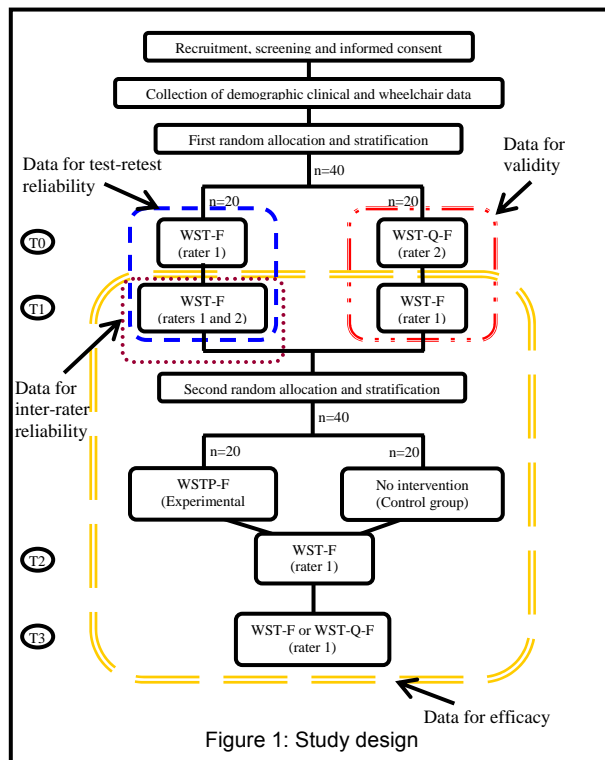 Recruitment, screening and informed consent
Collection of demographic clinical and wheelchair data
First random allocation and stratification
Data for test-retest
reliability
n=40
Data for
validity
n=20
n=20
T0
WST-F
(rater 1)
WST-Q-F
(rater 2)
T1
WST-F
(raters 1 and 2)
WST-F
(rater 1)
Data for
inter-rater
reliability
Second random allocation and stratification
n=40
n=20
n=20
WSTP-F
(Experimental
No intervention
(Control group)
T2
WST-F
(rater 1)
T3
WST-F or WST-Q-F
(rater 1)
Data for efficacy
Figure 1: Study design